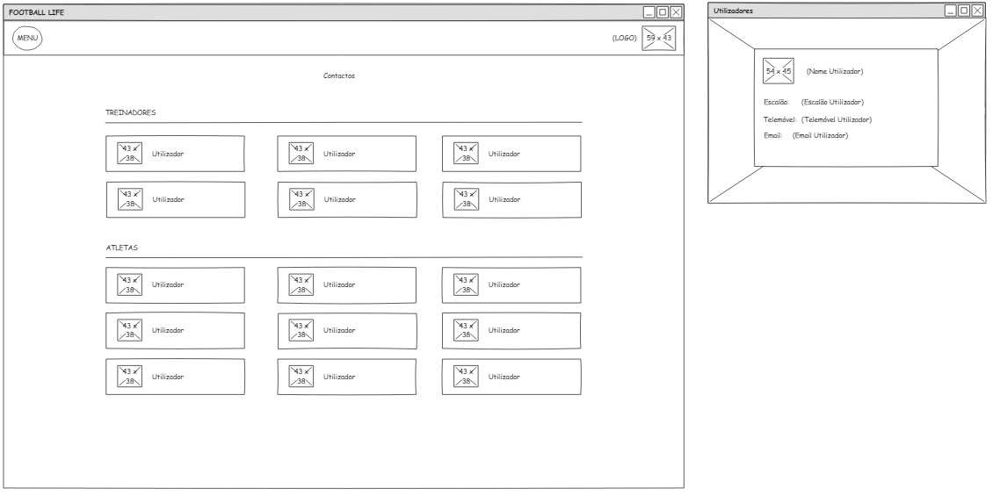 FOOTBALL LIFE
MENU
(LOGO) 59 x 43
Contactos
TREINADORES
43 x 38 Utilizador
43 x 38 Utilizador
43 x 38 Utilizador
43 x 38 Utilizador
43 x 38 Utilizador
43 x 38 Utilizador
ATLETAS
43 x 38 Utilizador
43 x 38 Utilizador
43 x 38 Utilizador
43 x 38 Utilizador
43 x 38 Utilizador
43 x 38 Utilizador
43 x 38 Utilizador
43 x 38 Utilizador
43 x 38 Utilizador
Utilizadores
54 x 45 (Nome Utilizador)
Escalão: (Escalão Utilizador)
Telemóvel: (Telemóvel Utilizador)
Email: (Email Utilizador)